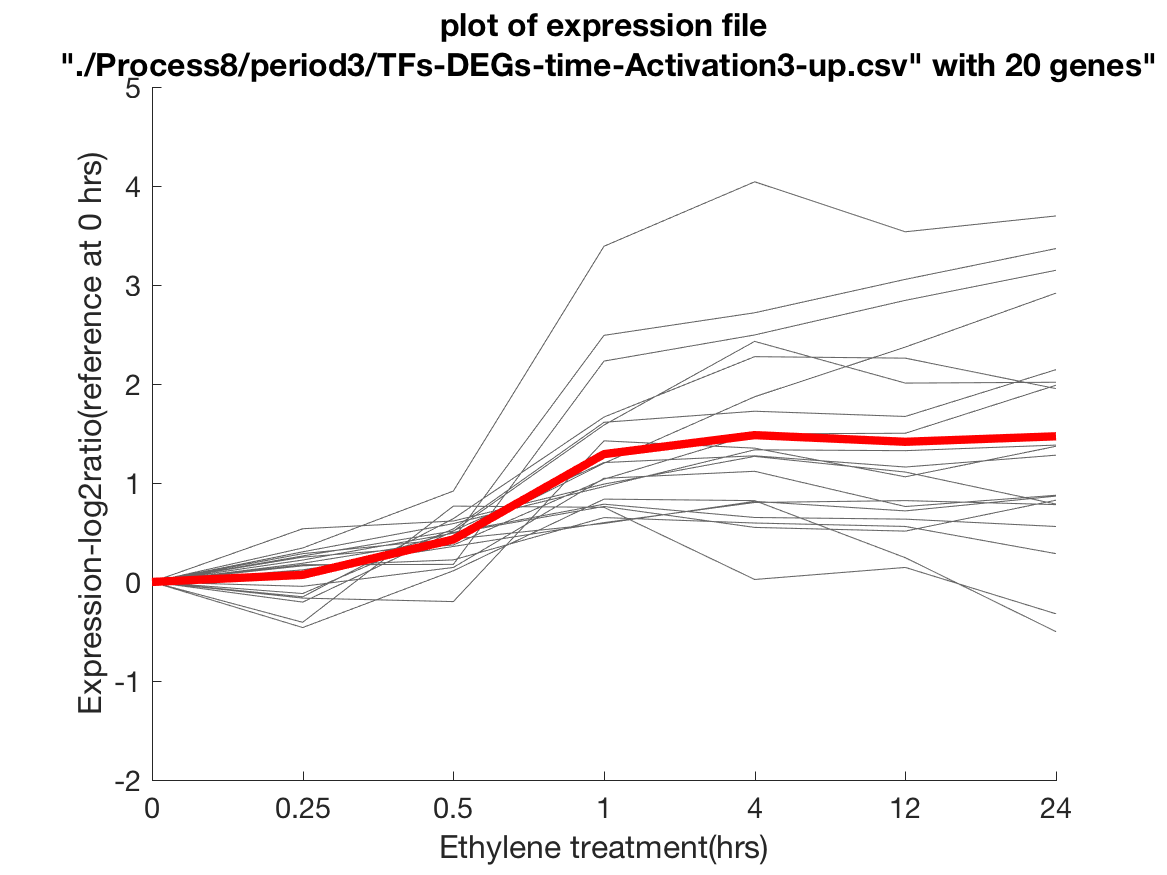 plot of expression file
"./Process8/period3/TFs-DEGs-time-Activation3-up.csv" with 20 genes"
Expression-log2ratio(reference at 0 hrs)
5
4
3
2
1
0
-1
-2
0 0.25 0.5 1 4 12 24
Ethylene treatment(hrs)